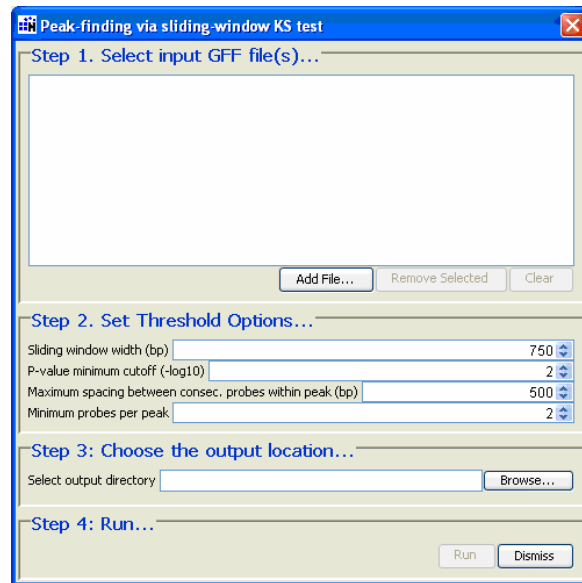 Peak-finding via sliding-window KS test
Step 1. Select input GFF file(s)...
Add File... Remove Selected Clear
Step 2. Set Threshold Options...
Sliding window width (bp) 750
P-value minimum cutoff (-log10) 2
Maximum spacing between consec. probes within peak (bp) 500
Minimum probes per peak 2
Step 3: Choose the output location...
Select output directory Browse...
Step 4: Run...
Run Dismiss